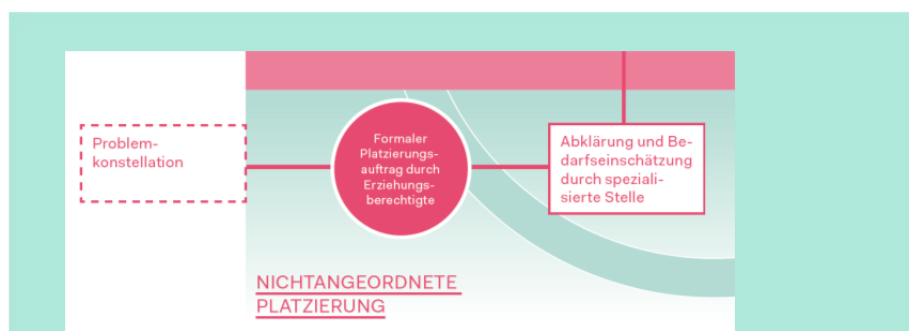 Problem-
konstellation
Formaler
Platzierungs-
auftrag durch
Erziehungs-
berechtigte
Abklärung und Be-
darfseinschätzung
durch speziali-
sierte Stelle
NICHTANGEORDNETE
PLATZIERUNG